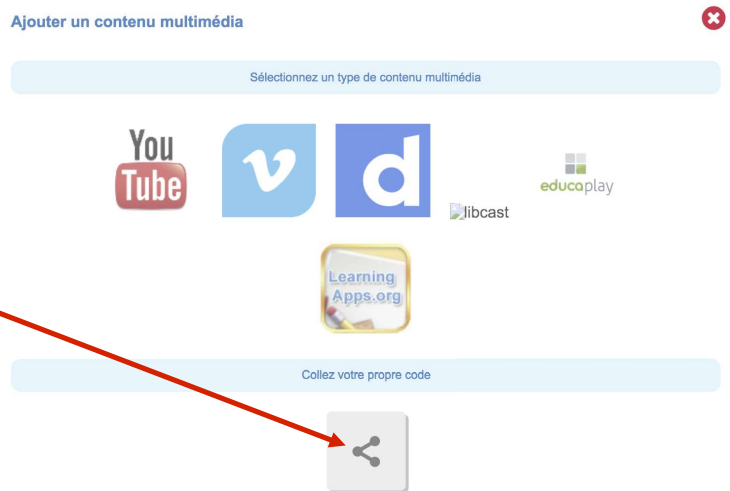 Ajouter un contenu multimédia
Sélectionnez un type de contenu multimédia
You
Tube
v
d
libcast
educaplay
Learning
Apps.org
Collez votre propre code